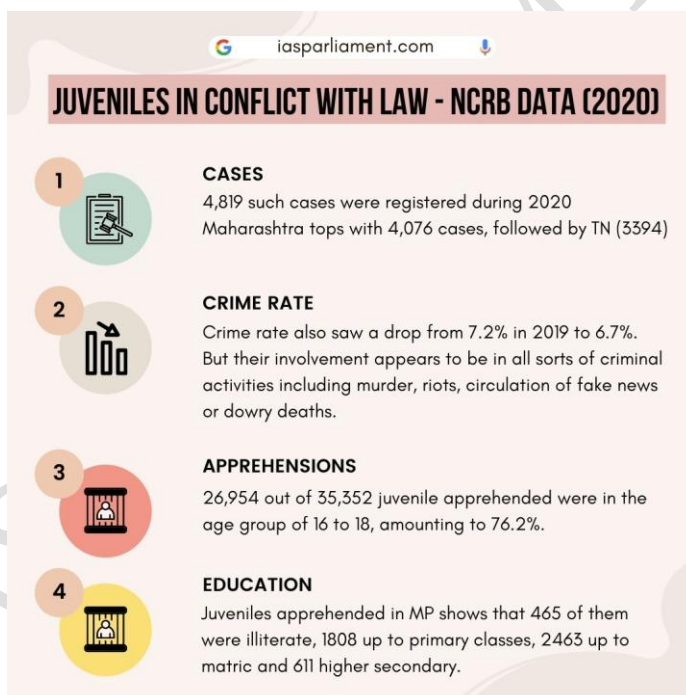 iasparliament.com
JUVENILES IN CONFLICT WITH LAW - NCRB DATA (2020)
1
CASES
4,819 such cases were registered during 2020
Maharashtra tops with 4,076 cases, followed by TN (3394)
2
CRIME RATE
Crime rate also saw a drop from 7.2% in 2019 to 6.7%.
But their involvement appears to be in all sorts of criminal
activities including murder, riots, circulation of fake news
or dowry deaths.
3
APPREHENSIONS
26,954 out of 35,352 juvenile apprehended were in the
age group of 16 to 18, amounting to 76.2%.
4
EDUCATION
Juveniles apprehended in MP shows that 465 of them
were illiterate, 1808 up to primary classes, 2463 up to
matric and 611 higher secondary.